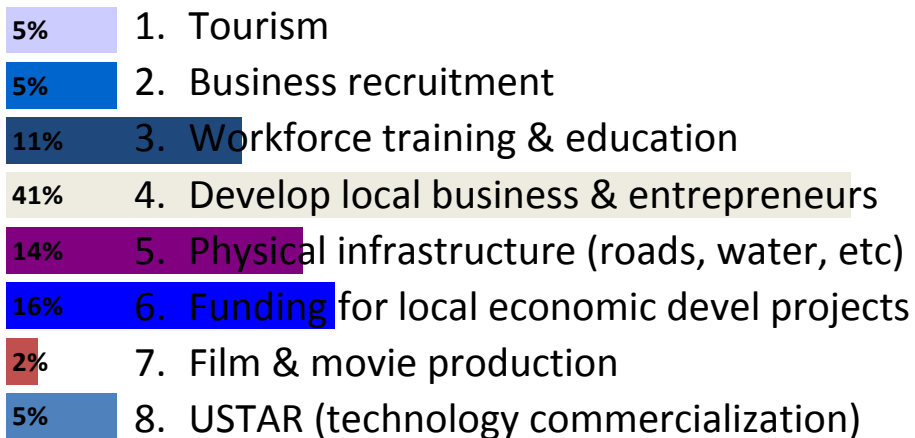 5% 1. Tourism
5% 2. Business recruitment
11% 3. Workforce training & education
41% 4. Develop local business & entrepreneurs
14% 5. Physical infrastructure (roads, water, etc)
16% 6. Funding for local economic devel projects
2% 7. Film & movie production
5% 8. USTAR (technology commercialization)